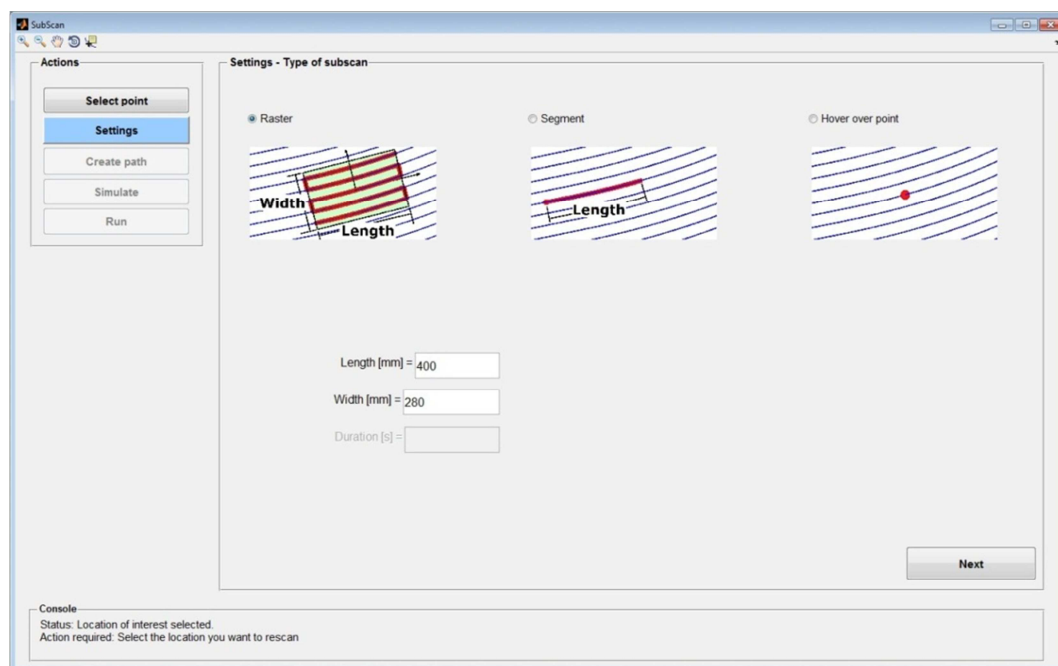 SubScan
Actions
Select point
Settings
Create path
Simulate
Run
Settings - Type of subscan
Raster
Segment
Hover over point
Width
Length
Length
Length [mm] = 400
Width [mm] = 280
Duration [s] =
Next
Console
Status: Location of interest selected.
Action required: Select the location you want to rescan